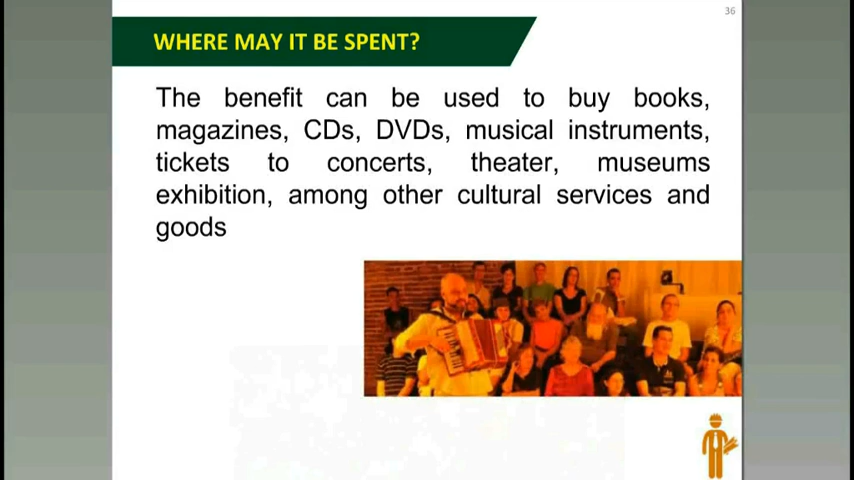 36
WHERE MAY IT BE SPENT?
The benefit can be used to buy books,
magazines, CDs, DVDs, musical instruments,
tickets to concerts, theater, museums
exhibition, among other cultural services and
goods